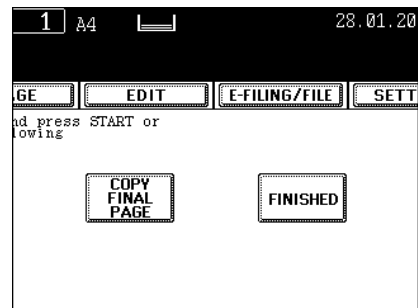 1 A4 28.01.20
.GE EDIT E-FILING/FILE SETT
nd press START or
lowing
COPY
FINAL
PAGE
FINISHED